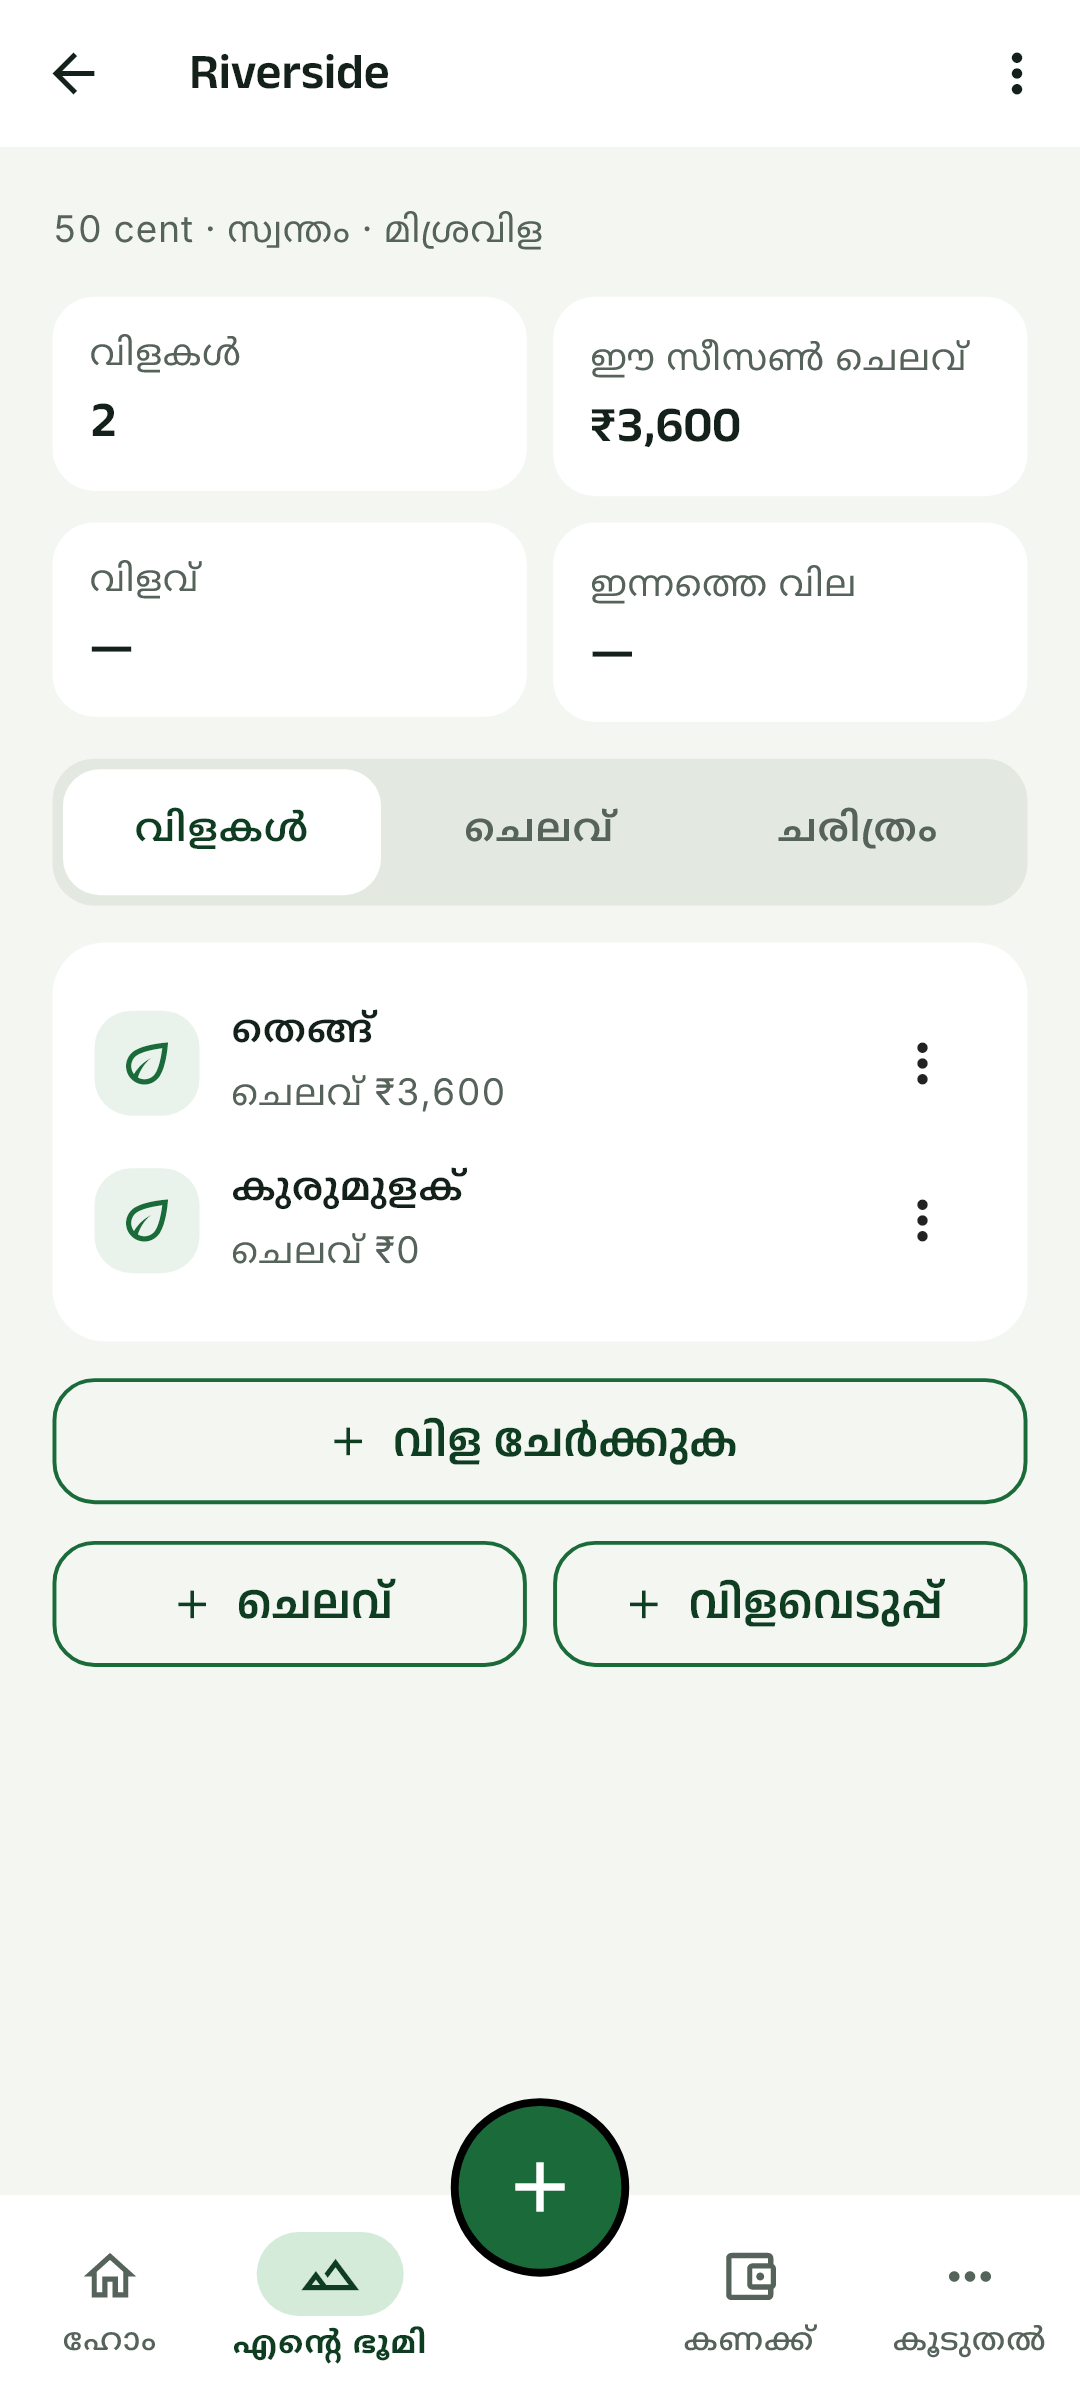 Riverside
50 cent · സ്വന്തം · മിശ്രവിള
വിളകൾ
2
ഈ സീസൺ ചെലവ്
₹3,600
വിളവ്
—
ഇന്നത്തെ വില
—
വിളകൾ
ചെലവ്
ചരിത്രം
തെങ്ങ്
ചെലവ് ₹3,600
കുരുമുളക്
ചെലവ് ₹0
+ വിള ചേർക്കുക
+ ചെലവ്
+ വിളവെടുപ്പ്
ഹോം
എന്റെ ഭൂമി
കണക്ക്
കൂടുതൽ